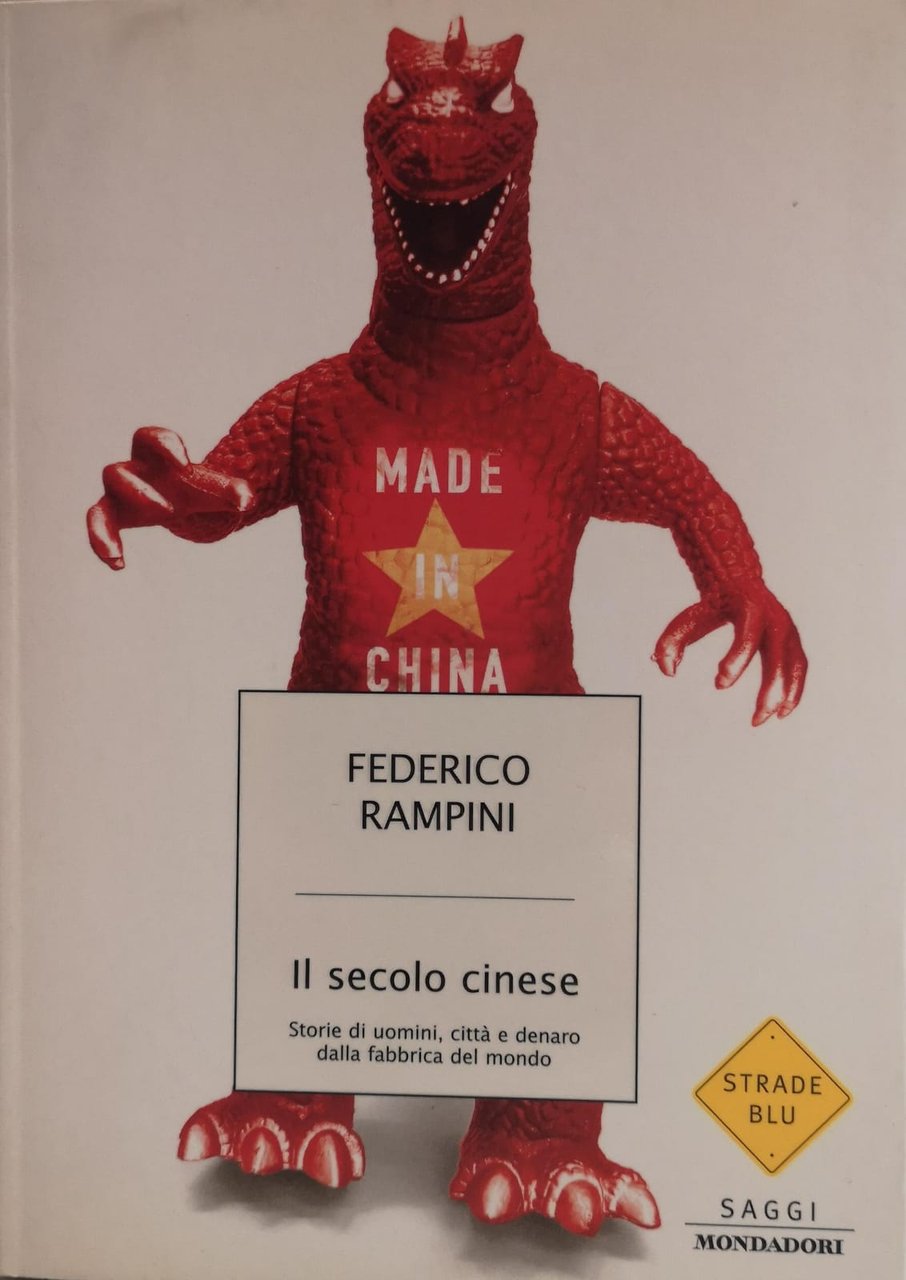 MADE
IN
CHINA
FEDERICO
RAMPINI
Il secolo cinese
Storie di uomini, città e denaro
dalla fabbrica del mondo
STRADE
BLU
SAGGI
MONDADORI